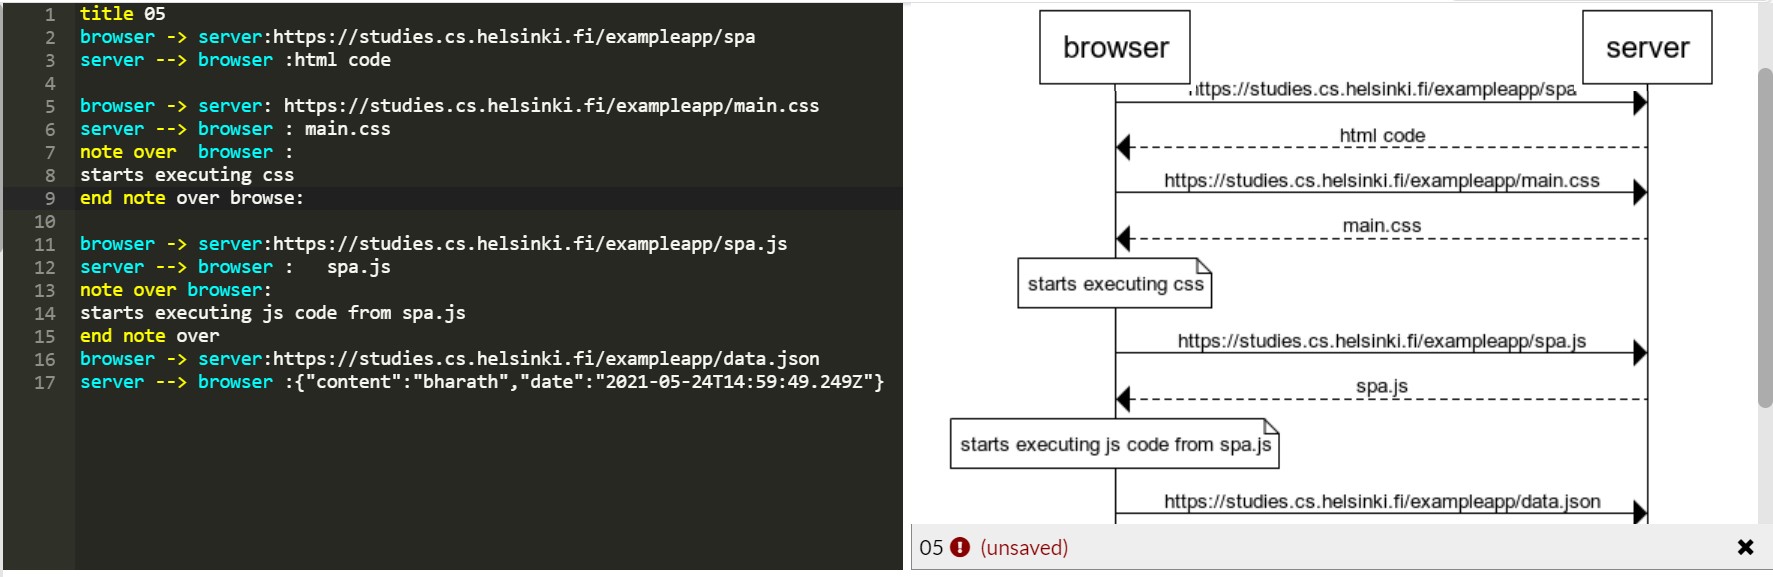 1 title 05
2 browser -> server:https://studies.cs.helsinki.fi/exampleapp/spa
3 server --> browser :html code
4
5 browser -> server: https://studies.cs.helsinki.fi/exampleapp/main.css
6 server --> browser : main.css
7 note over  browser :
8 starts executing css
9 end note over browse:
10
11 browser -> server:https://studies.cs.helsinki.fi/exampleapp/spa.js
12 server --> browser :   spa.js
13 note over browser:
14 starts executing js code from spa.js
15 end note over
16 browser -> server:https://studies.cs.helsinki.fi/exampleapp/data.json
17 server --> browser :{"content":"bharath","date":"2021-05-24T14:59:49.249Z"}
browser server
https://studies.cs.helsinki.fi/exampleapp/spa
html code
https://studies.cs.helsinki.fi/exampleapp/main.css
main.css
starts executing css
https://studies.cs.helsinki.fi/exampleapp/spa.js
spa.js
starts executing js code from spa.js
https://studies.cs.helsinki.fi/exampleapp/data.json
05 (unsaved)